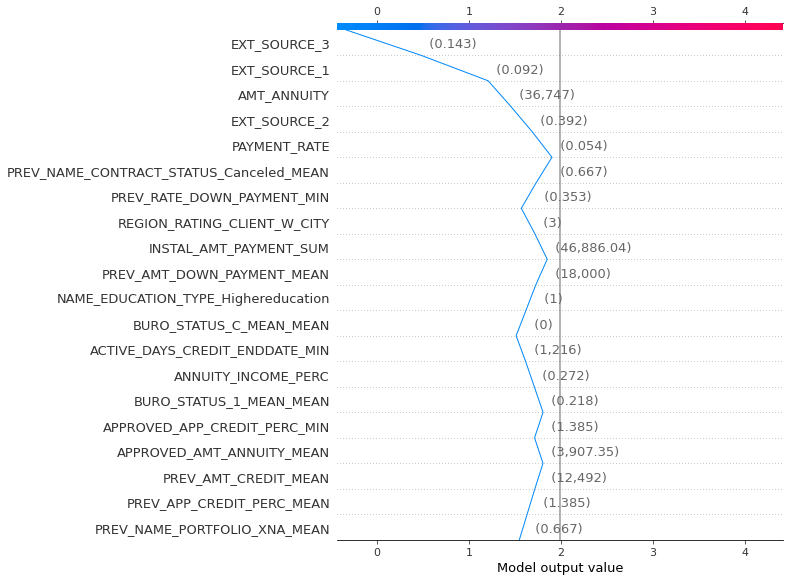 0 1 2 3 4
EXT_SOURCE_3 (0.143)
EXT_SOURCE_1 (0.092)
AMT_ANNUITY (36,747)
EXT_SOURCE_2 (0.392)
PAYMENT_RATE (0.054)
PREV_NAME_CONTRACT_STATUS_Canceled_MEAN (0.667)
PREV_RATE_DOWN_PAYMENT_MIN (0.353)
REGION_RATING_CLIENT_W_CITY (3)
INSTAL_AMT_PAYMENT_SUM (46,886.04)
PREV_AMT_DOWN_PAYMENT_MEAN (18,000)
NAME_EDUCATION_TYPE_Highereducation (1)
BURO_STATUS_C_MEAN_MEAN (0)
ACTIVE_DAYS_CREDIT_ENDDATE_MIN (1,216)
ANNUITY_INCOME_PERC (0.272)
BURO_STATUS_1_MEAN_MEAN (0.218)
APPROVED_APP_CREDIT_PERC_MIN (1.385)
APPROVED_AMT_ANNUITY_MEAN (3,907.35)
PREV_AMT_CREDIT_MEAN (12,492)
PREV_APP_CREDIT_PERC_MEAN (1.385)
PREV_NAME_PORTFOLIO_XNA_MEAN (0.667)
0 1 2 3 4
Model output value